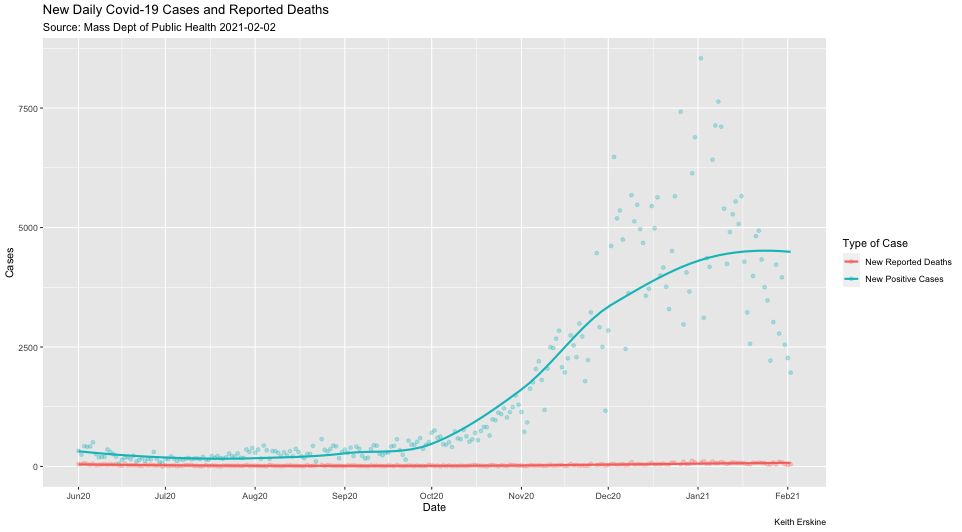 New Daily Covid-19 Cases and Reported Deaths
Source: Mass Dept of Public Health 2021-02-02
7500
5000
2500
0
Cases
Jun20 Jul20 Aug20 Sep20 Oct20 Nov20 Dec20 Jan21 Feb21
Date
Type of Case
New Reported Deaths
New Positive Cases
Keith Erskine